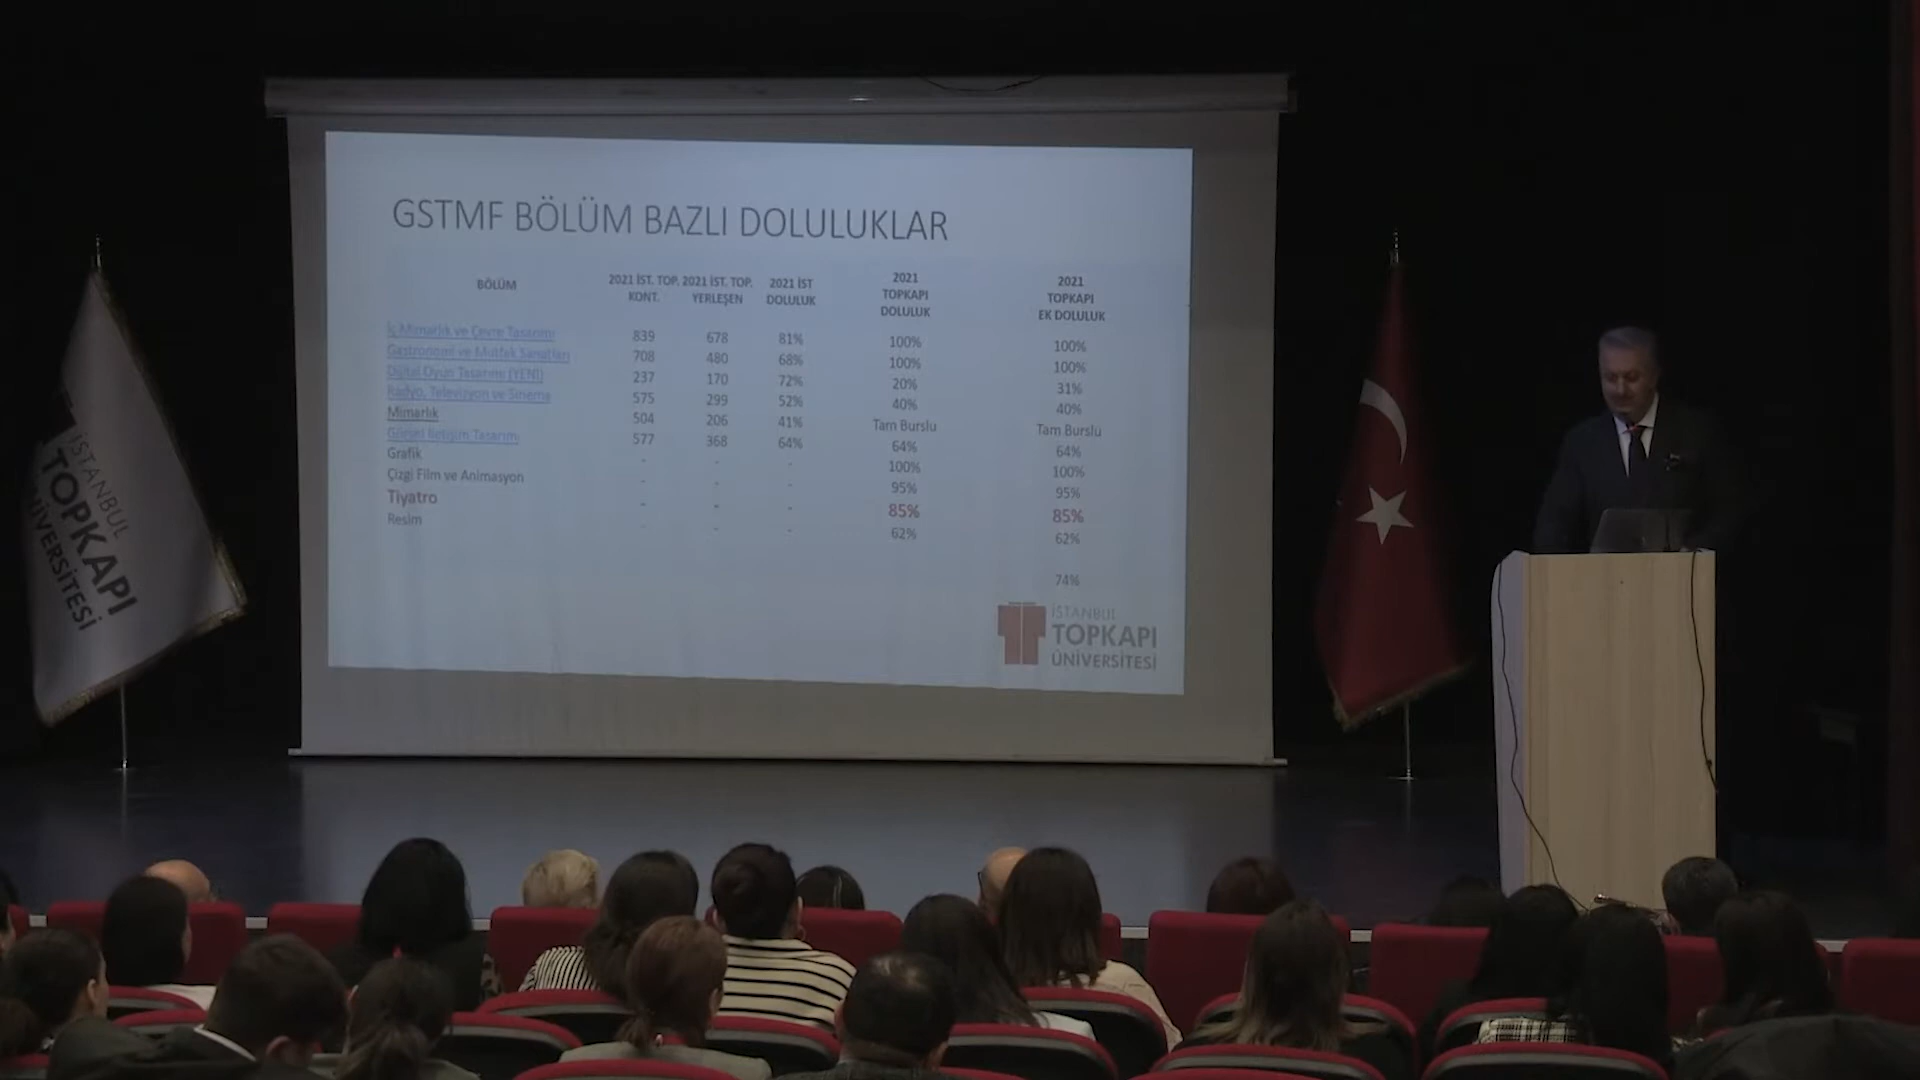 GSTMF BÖLÜM BAZLI DOLULUKLAR
BÖLÜM
2021 İST. TOP. KONT.
2021 İST. TOP. YERLEŞEN
2021 İST DOLULUK
2021 TOPKAPI DOLULUK
2021 TOPKAPI EK DOLULUK
İç Mimarlık ve Çevre Tasarımı 839 678 81% 100% 100%
Gastronomi ve Mutfak Sanatları 708 480 68% 100% 100%
Dijital Oyun Tasarımı (YENİ) 237 170 72% 20% 31%
Radyo, Televizyon ve Sinema 575 299 52% 40% 40%
Mimarlık 504 206 41% Tam Burslu Tam Burslu
Görsel İletişim Tasarımı 577 368 64% 64% 64%
Grafik - - - 100% 100%
Çizgi Film ve Animasyon - - - 95% 95%
Tiyatro - - - 85% 85%
Resim - - - 62% 62%
74%
İSTANBUL
TOPKAPI
ÜNİVERSİTESİ
İSTANBUL
TOPKAPI
ÜNİVERSİTESİ